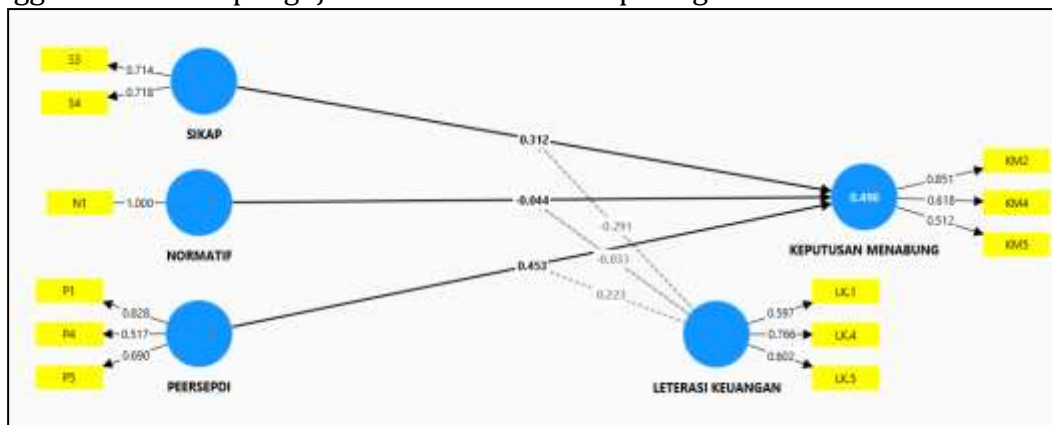 S3
0.714
S4
0.718
SIKAP
0.312
N1
1.000
NORMATIF
-0.044
KM2
0.851
0.496
KM4
0.618
KM5
0.512
KEPUTUSAN MENABUNG
-0.291
-0.033
0.453
0.223
P1
0.828
P4
0.517
P5
0.690
PEERSEPDI
LK.1
0.597
LK.4
0.766
LK.5
0.602
LETERASI KEUANGAN